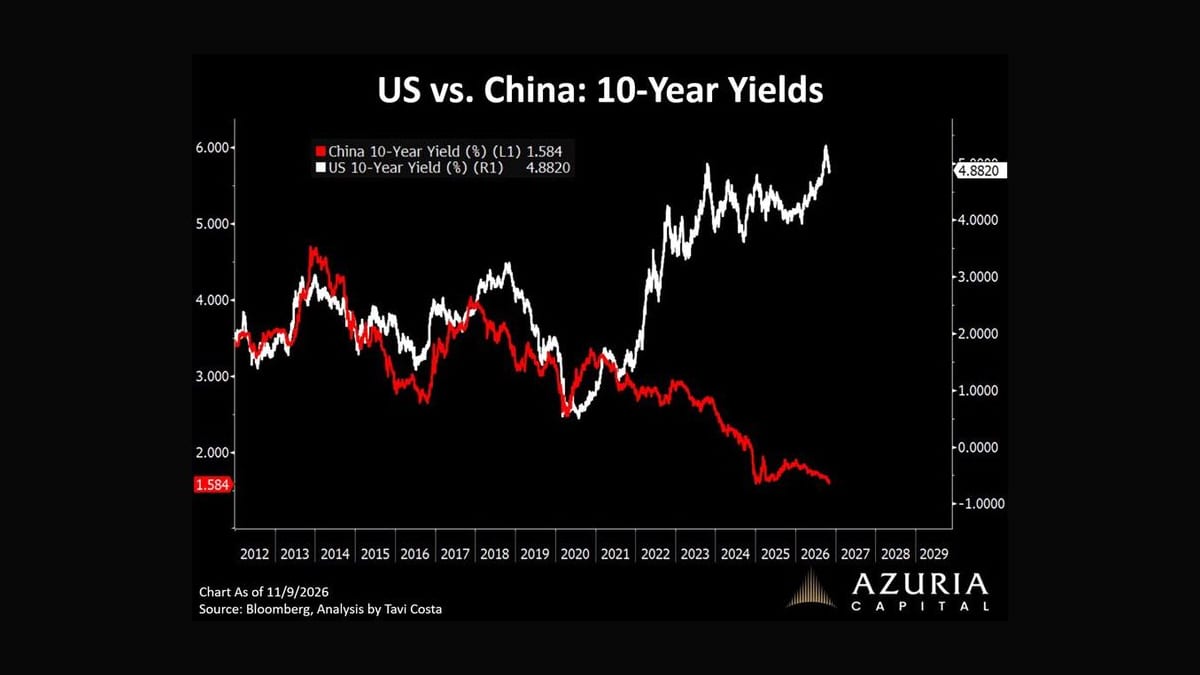 US vs. China: 10-Year Yields
China 10-Year Yield (%) (L1) 1.584
US 10-Year Yield (%) (R1) 4.8820
6.000
5.000
4.000
3.000
2.000
1.584
4.8820
4.0000
3.0000
2.0000
1.0000
0.0000
-1.0000
2012 2013 2014 2015 2016 2017 2018 2019 2020 2021 2022 2023 2024 2025 2026 2027 2028 2029
Chart As of 11/9/2026
Source: Bloomberg, Analysis by Tavi Costa
AZURIA
CAPITAL